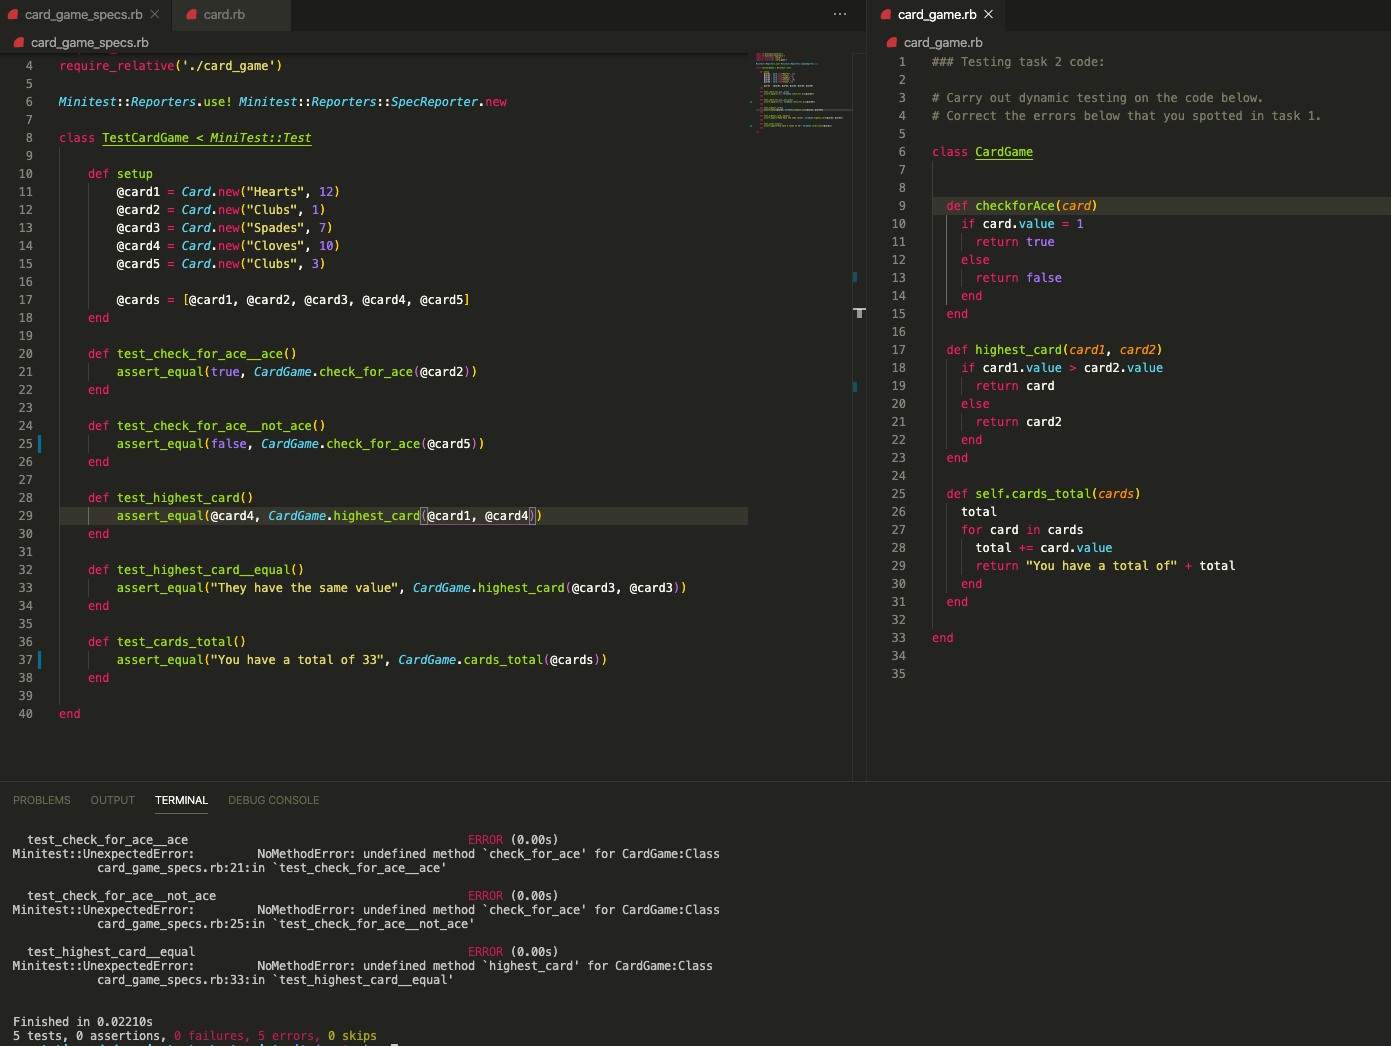 card_game_specs.rb
card.rb
card_game_specs.rb
4 require_relative('./card_game')
5
6 Minitest::Reporters.use! Minitest::Reporters::SpecReporter.new
7
8 class TestCardGame < MiniTest::Test
9
10 def setup
11 @card1 = Card.new("Hearts", 12)
12 @card2 = Card.new("Clubs", 1)
13 @card3 = Card.new("Spades", 7)
14 @card4 = Card.new("Cloves", 10)
15 @card5 = Card.new("Clubs", 3)
16
17 @cards = [@card1, @card2, @card3, @card4, @card5]
18 end
19
20 def test_check_for_ace__ace()
21 assert_equal(true, CardGame.check_for_ace(@card2))
22 end
23
24 def test_check_for_ace__not_ace()
25 assert_equal(false, CardGame.check_for_ace(@card5))
26 end
27
28 def test_highest_card()
29 assert_equal(@card4, CardGame.highest_card(@card1, @card4))
30 end
31
32 def test_highest_card__equal()
33 assert_equal("They have the same value", CardGame.highest_card(@card3, @card3))
34 end
35
36 def test_cards_total()
37 assert_equal("You have a total of 33", CardGame.cards_total(@cards))
38 end
39
40 end
card_game.rb
card_game.rb
1 ### Testing task 2 code:
2
3 # Carry out dynamic testing on the code below.
4 # Correct the errors below that you spotted in task 1.
5
6 class CardGame
7
8
9 def checkforAce(card)
10 if card.value = 1
11 return true
12 else
13 return false
14 end
15 end
16
17 def highest_card(card1, card2)
18 if card1.value > card2.value
19 return card
20 else
21 return card2
22 end
23 end
24
25 def self.cards_total(cards)
26 total
27 for card in cards
28 total += card.value
29 return "You have a total of" + total
30 end
31 end
32
33 end
34
35
PROBLEMS OUTPUT TERMINAL DEBUG CONSOLE
test_check_for_ace__ace ERROR (0.00s)
Minitest::UnexpectedError: NoMethodError: undefined method `check_for_ace' for CardGame:Class
card_game_specs.rb:21:in `test_check_for_ace__ace'
test_check_for_ace__not_ace ERROR (0.00s)
Minitest::UnexpectedError: NoMethodError: undefined method `check_for_ace' for CardGame:Class
card_game_specs.rb:25:in `test_check_for_ace__not_ace'
test_highest_card__equal ERROR (0.00s)
Minitest::UnexpectedError: NoMethodError: undefined method `highest_card' for CardGame:Class
card_game_specs.rb:33:in `test_highest_card__equal'
Finished in 0.02210s
5 tests, 0 assertions, 0 failures, 5 errors, 0 skips